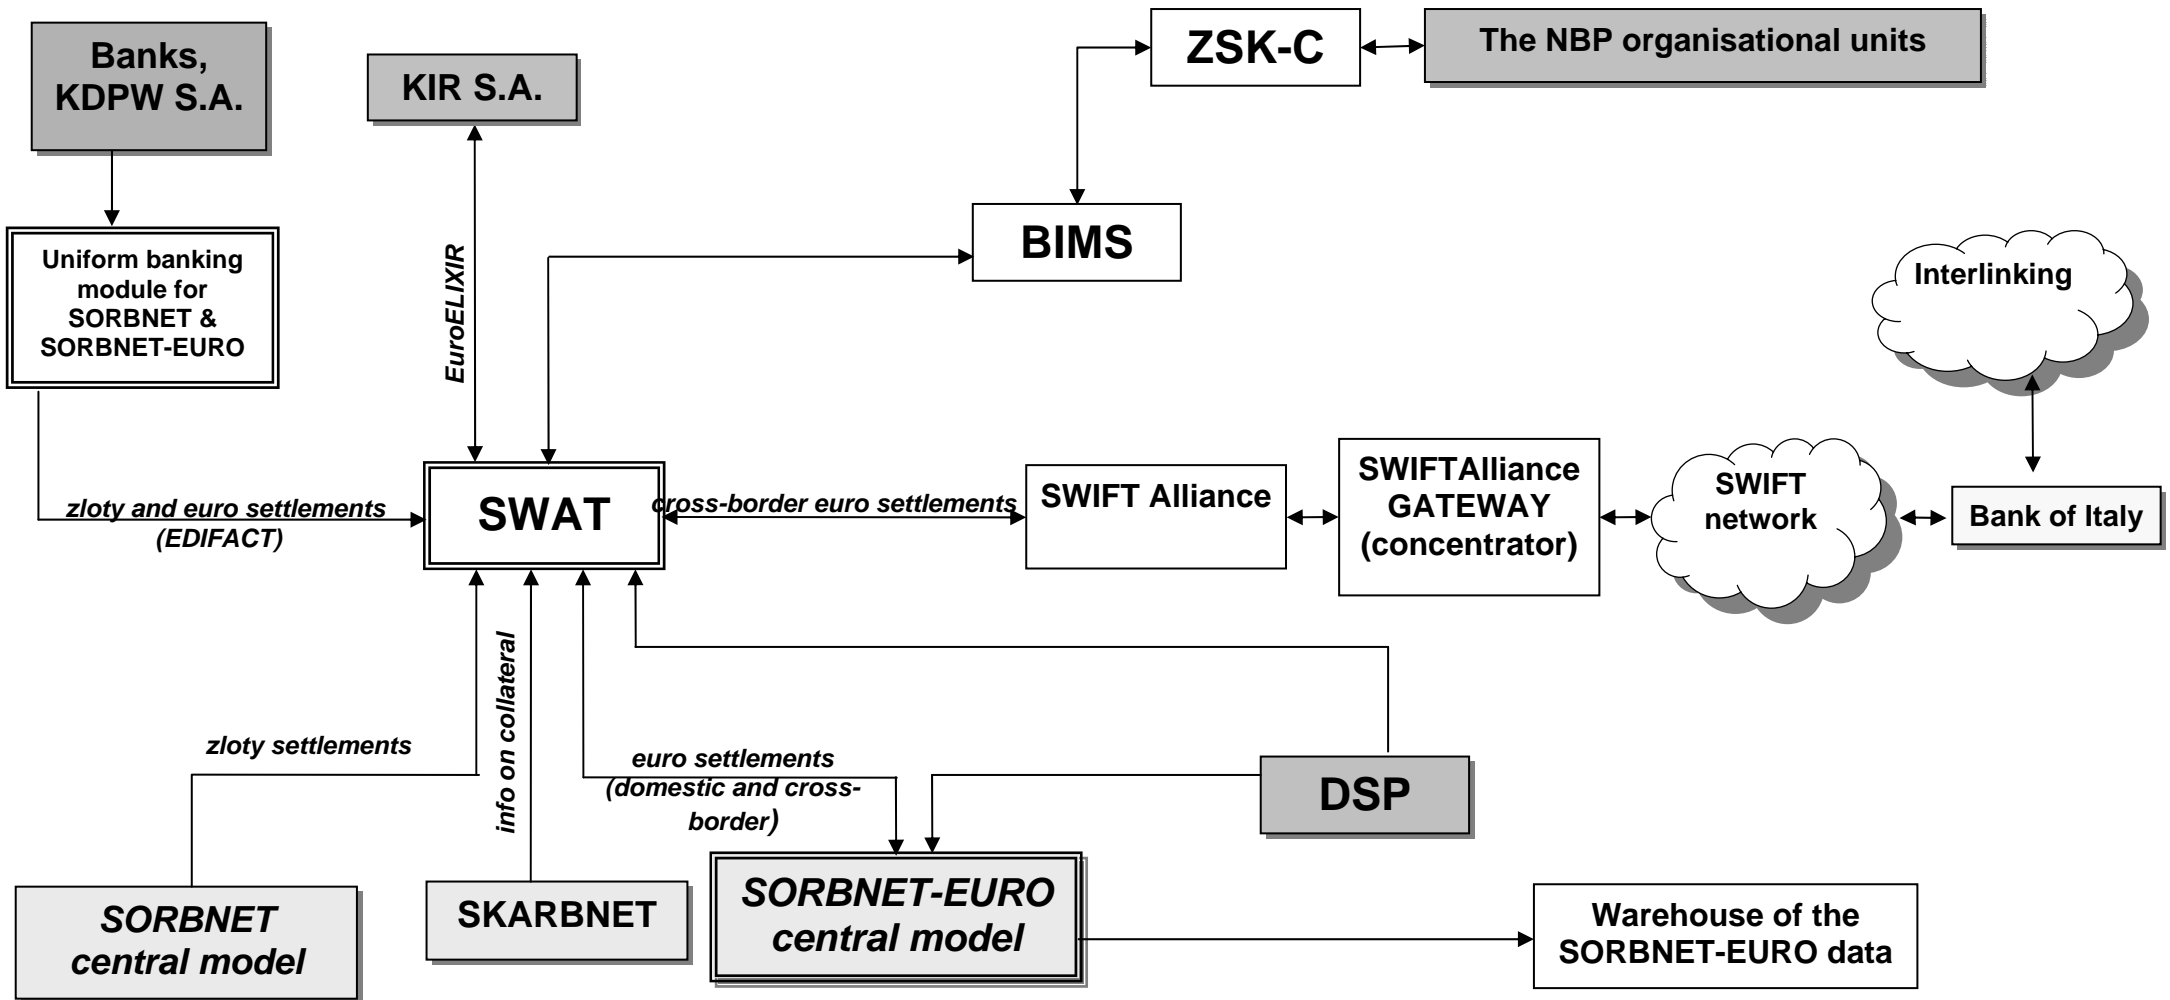 Banks,
KDPW S.A.
KIR S.A.
ZSK-C
The NBP organisational units
BIMS
Uniform banking
module for
SORBNET &
SORBNET-EURO
EuroELIXIR
Interlinking
zloty and euro settlements
(EDIFACT)
SWAT
cross-border euro settlements
SWIFT Alliance
SWIFTAlliance
GATEWAY
(concentrator)
SWIFT
network
Bank of Italy
zloty settlements
info on collateral
euro settlements
(domestic and cross-
border)
DSP
SORBNET
central model
SKARBNET
SORBNET-EURO
central model
Warehouse of the
SORBNET-EURO data